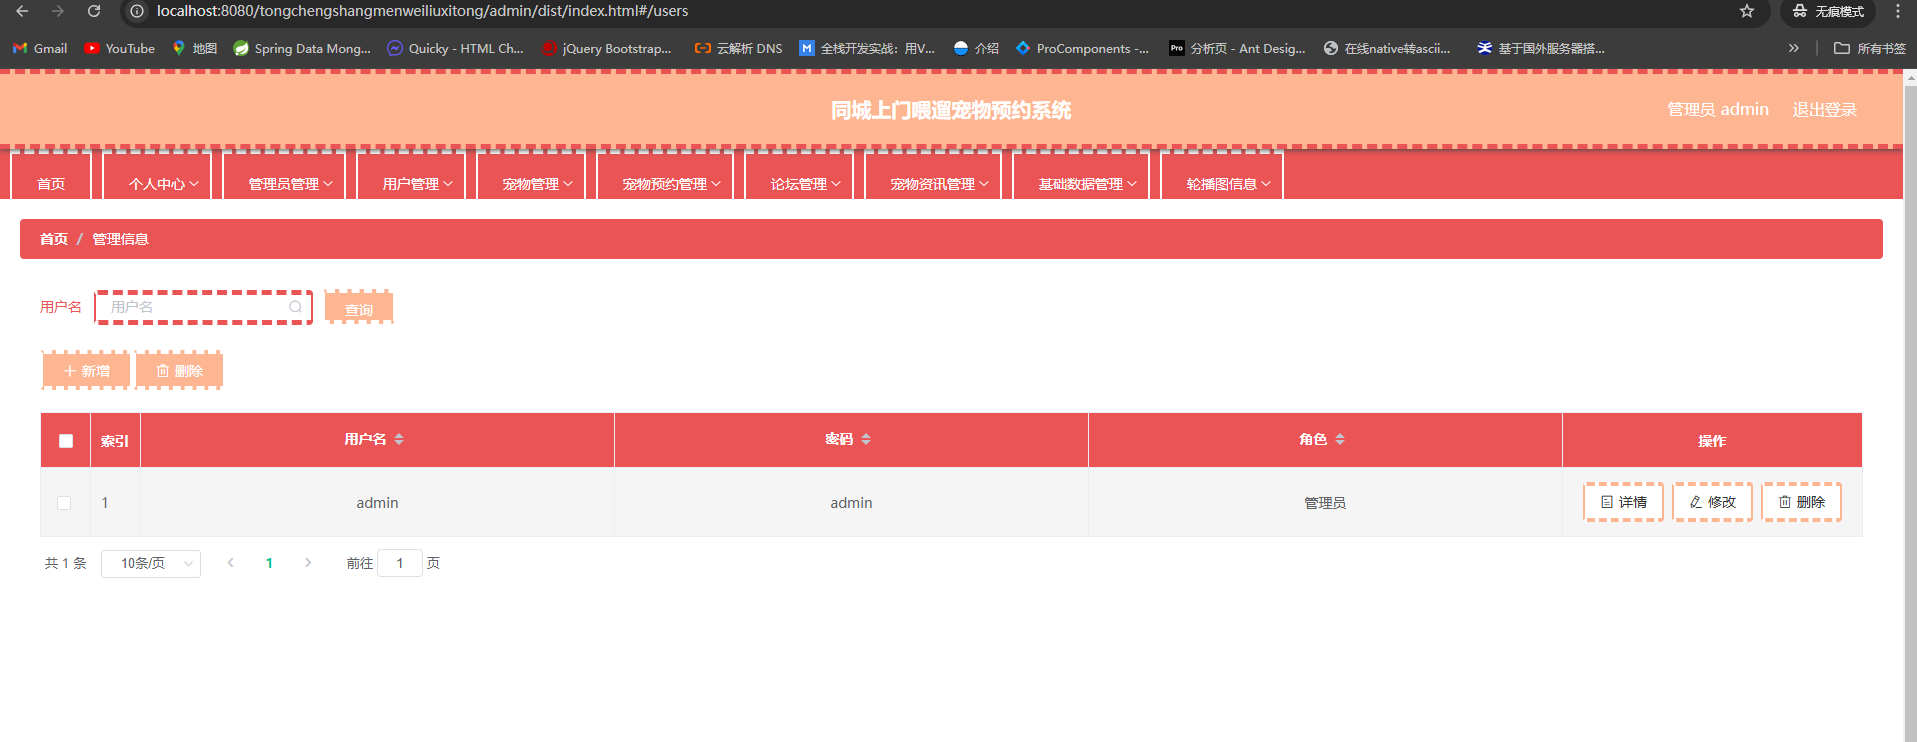 localhost:8080/tongchengshangmenweiliuxitong/admin/dist/index.html#/users 无痕模式
Gmail YouTube 地图 Spring Data Mong... Quicky - HTML Ch... jQuery Bootstrap... 云解析 DNS 全栈开发实战：用V... 介绍 ProComponents -... Pro 分析页 - Ant Desig... 在线native转ascii... 基于国外服务器搭... » 所有书签
同城上门喂遛宠物预约系统 管理员 admin 退出登录
首页 个人中心 管理员管理 用户管理 宠物管理 宠物预约管理 论坛管理 宠物资讯管理 基础数据管理 轮播图信息
首页 / 管理信息
用户名 用户名 查询
新增 删除
索引 用户名 密码 角色 操作
1 admin admin 管理员 详情 修改 删除
共 1 条 10条/页 1 前往 1 页